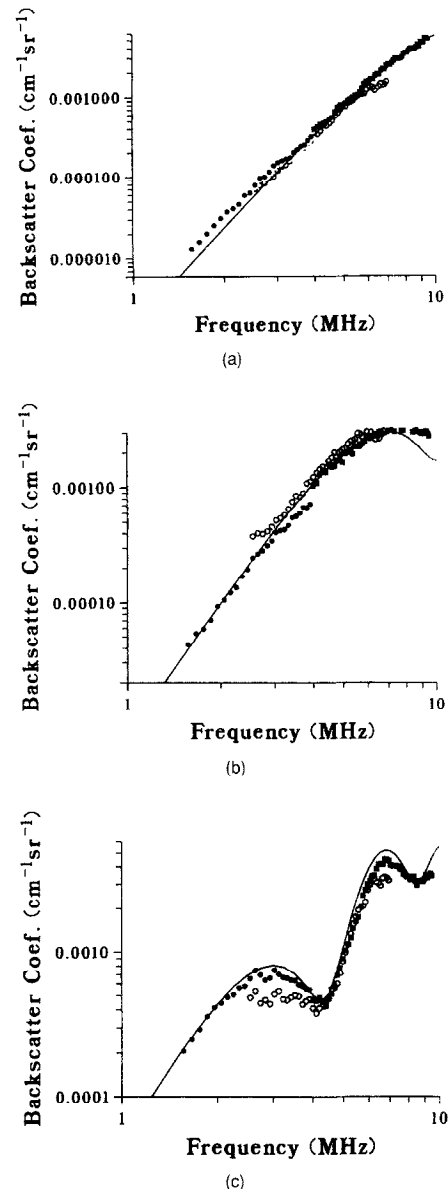 Backscatter Coef. (cm⁻¹sr⁻¹)
0.001000
0.000100
0.000010
1
10
Frequency (MHz)
(a)
Backscatter Coef. (cm⁻¹sr⁻¹)
0.00100
0.00010
1
10
Frequency (MHz)
(b)
Backscatter Coef. (cm⁻¹sr⁻¹)
0.0010
0.0001
1
10
Frequency (MHz)
(c)